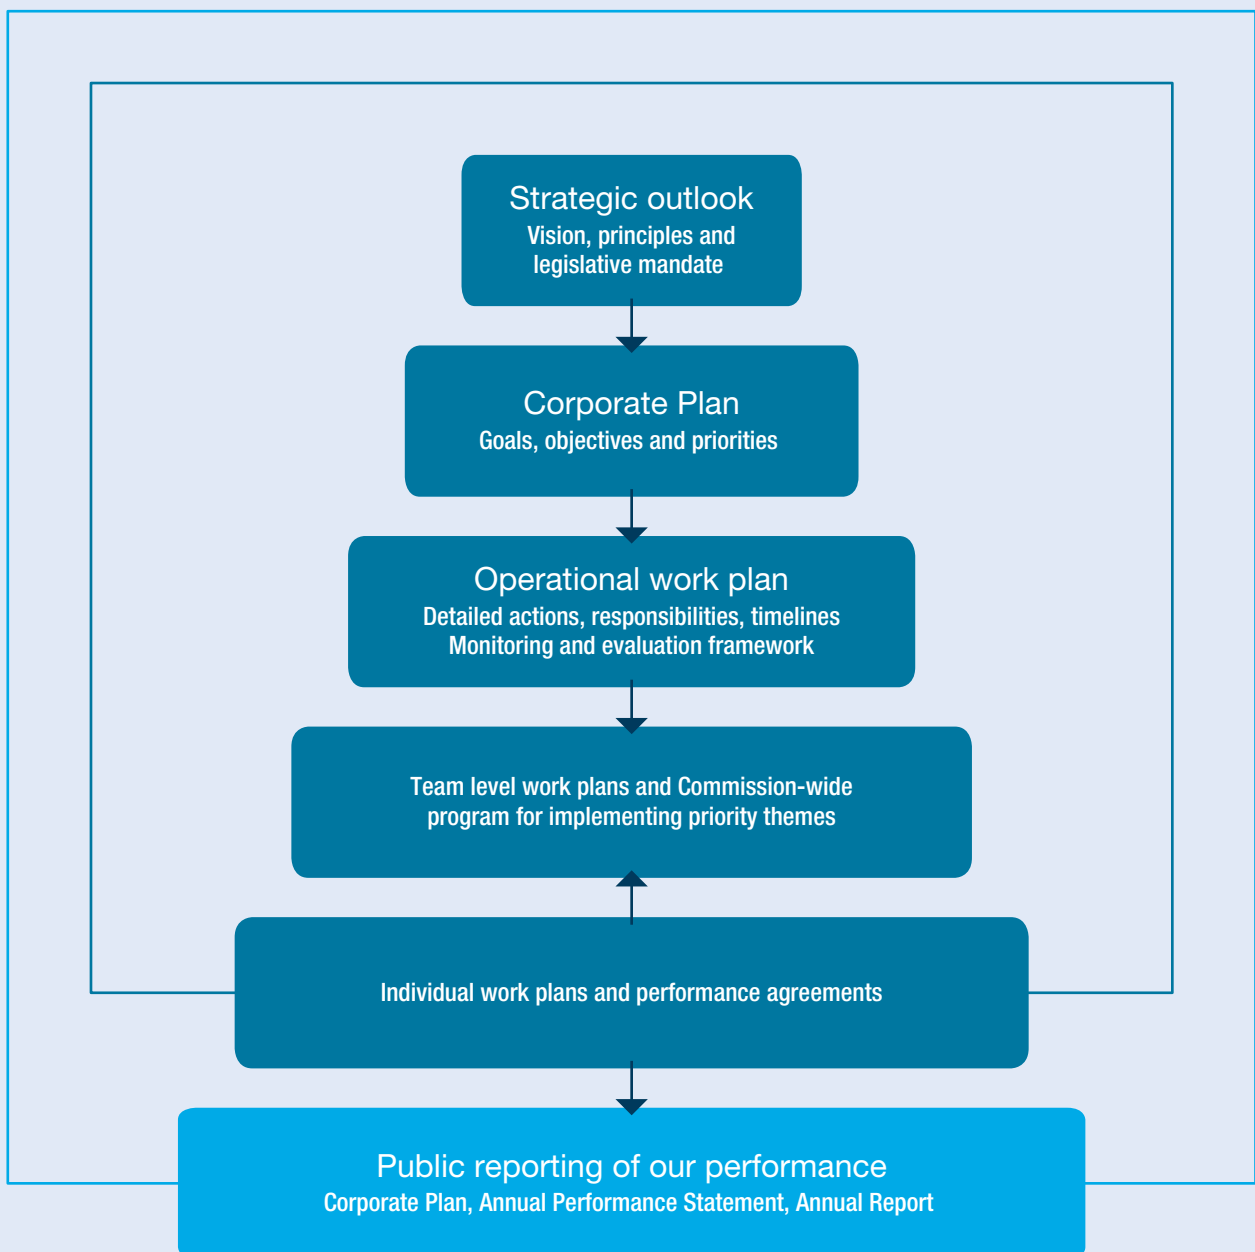 Strategic outlook
Vision, principles and
legislative mandate
Corporate Plan
Goals, objectives and priorities
Operational work plan
Detailed actions, responsibilities, timelines
Monitoring and evaluation framework
Team level work plans and Commission-wide
program for implementing priority themes
Individual work plans and performance agreements
Public reporting of our performance
Corporate Plan, Annual Performance Statement, Annual Report